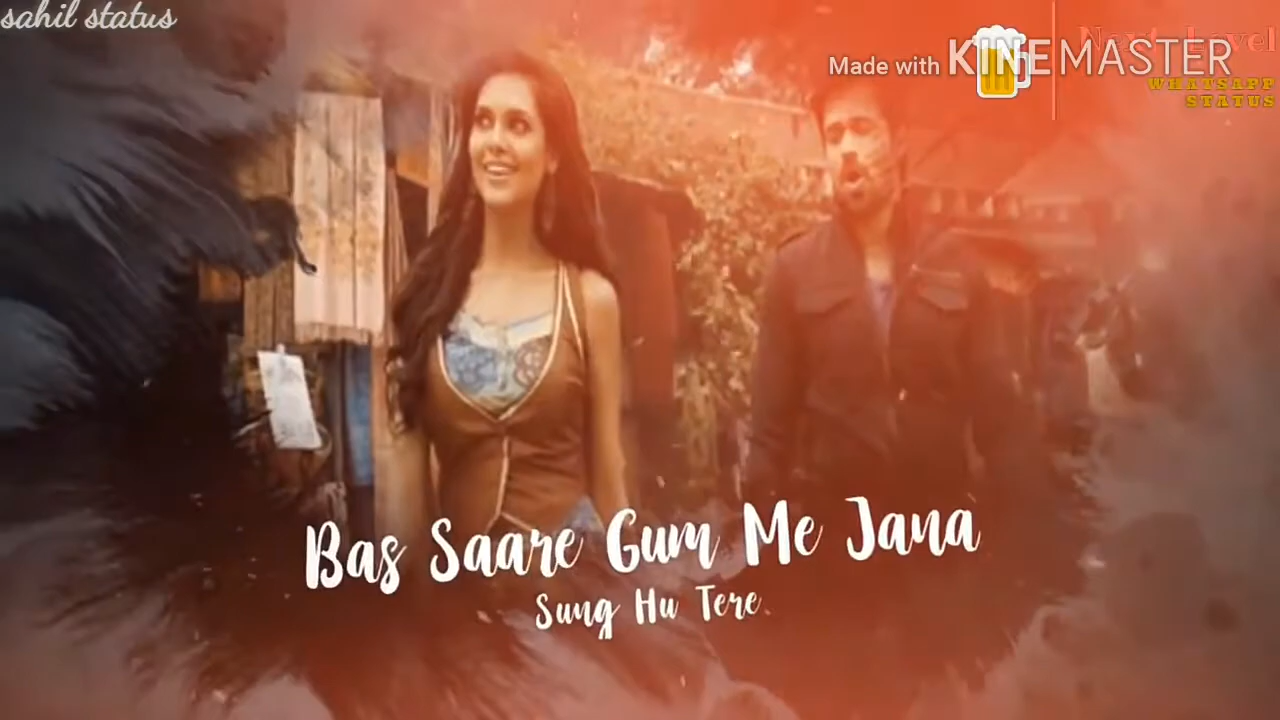 sahil status
Made with KINEMASTER
Next Level
WHATSAPP
STATUS
Bas Saare Gum Me Jana
Sung Hu Tere